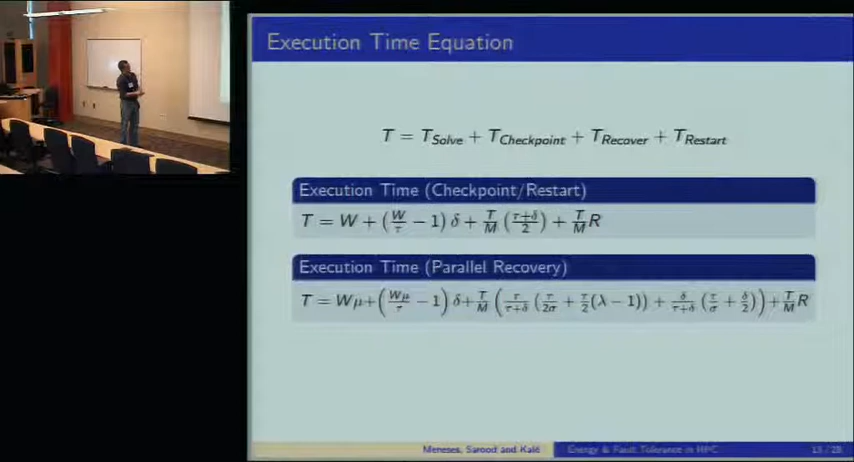 Execution Time Equation
T = T_Solve + T_Checkpoint + T_Recover + T_Restart
Execution Time (Checkpoint/Restart)
T = W + (W/τ − 1) δ + T/M ((τ+δ)/2) + T/M R
Execution Time (Parallel Recovery)
T = Wμ + (Wμ/τ − 1) δ + T/M (τ/(τ+δ) (τ/2σ + τ/2 (λ − 1)) + δ/(τ+δ) (τ/σ + δ/2)) + T/M R
Meneses, Sarood and Kalé Energy & Fault Tolerance in HPC 13 / 28